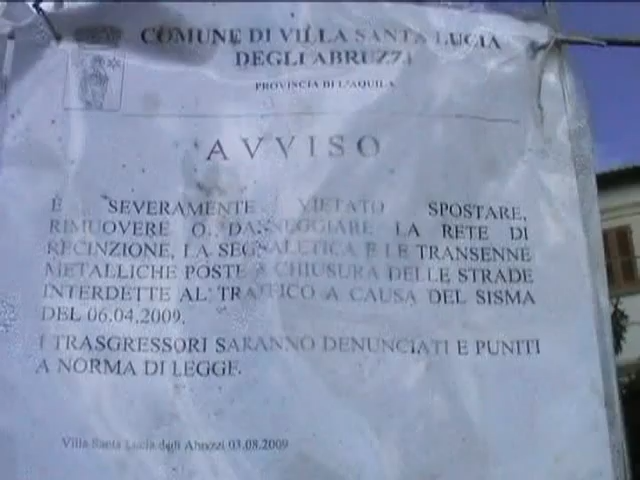 COMUNE DI VILLA SANTA LUCIA
DEGLI ABRUZZI
PROVINCIA DI L'AQUILA
AVVISO
È SEVERAMENTE VIETATO SPOSTARE,
RIMUOVERE O DANNEGGIARE LA RETE DI
RECINZIONE, LA SEGNALETICA E LE TRANSENNE
METALLICHE POSTE A CHIUSURA DELLE STRADE
INTERDETTE AL TRAFFICO A CAUSA DEL SISMA
DEL 06.04.2009.
I TRASGRESSORI SARANNO DENUNCIATI E PUNITI
A NORMA DI LEGGE.
Villa Santa Lucia degli Abruzzi 03.08.2009